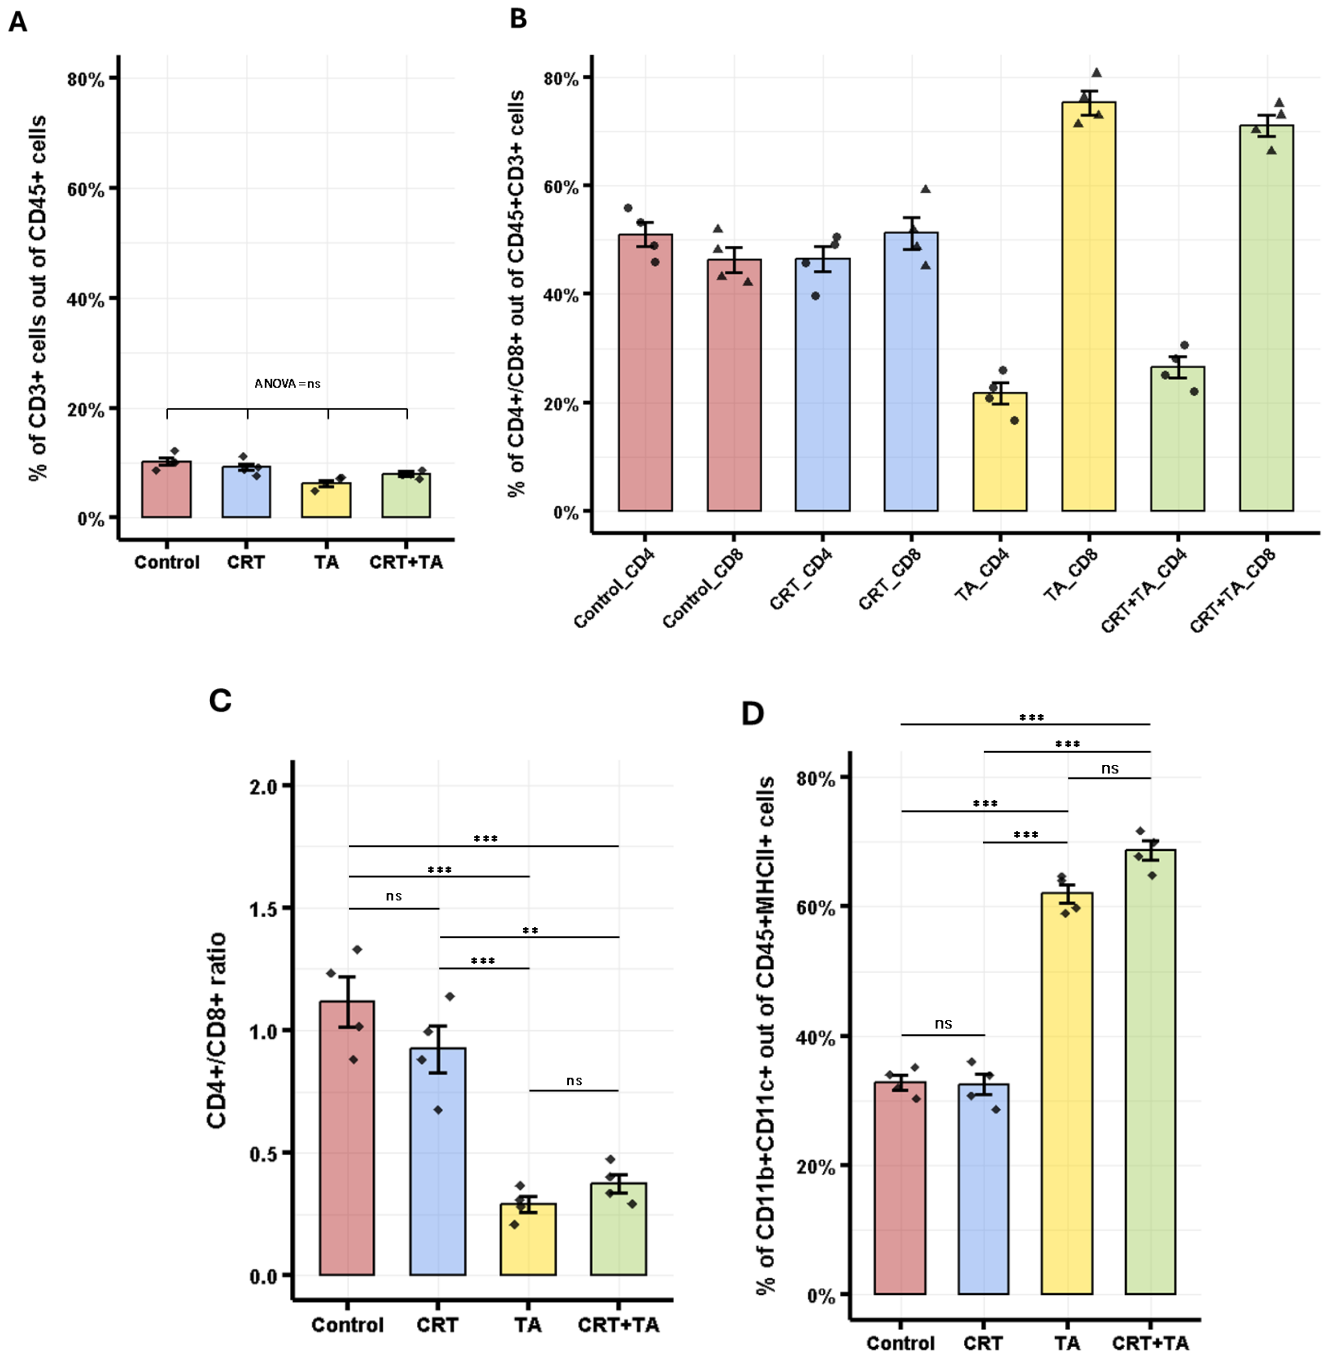 A
% of CD3+ cells out of CD45+ cells
80%
60%
40%
20%
0%
ANOVA = ns
Control
CRT
TA
CRT+TA
B
% of CD4+/CD8+ out of CD45+CD3+ cells
80%
60%
40%
20%
0%
Control_CD4
Control_CD8
CRT_CD4
CRT_CD8
TA_CD4
TA_CD8
CRT+TA_CD4
CRT+TA_CD8
C
CD4+/CD8+ ratio
2.0
1.5
1.0
0.5
0.0
***
***
ns
**
***
ns
Control
CRT
TA
CRT+TA
D
% of CD11b+CD11c+ out of CD45+MHCII+ cells
80%
60%
40%
20%
0%
***
***
ns
***
***
ns
Control
CRT
TA
CRT+TA